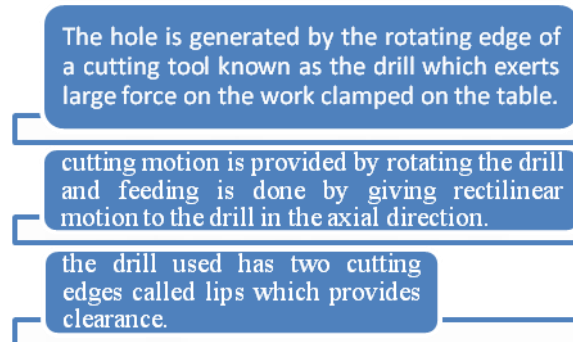 The hole is generated by the rotating edge of
a cutting tool known as the drill which exerts
large force on the work clamped on the table.
cutting motion is provided by rotating the drill
and feeding is done by giving rectilinear
motion to the drill in the axial direction.
the drill used has two cutting
edges called lips which provides
clearance.